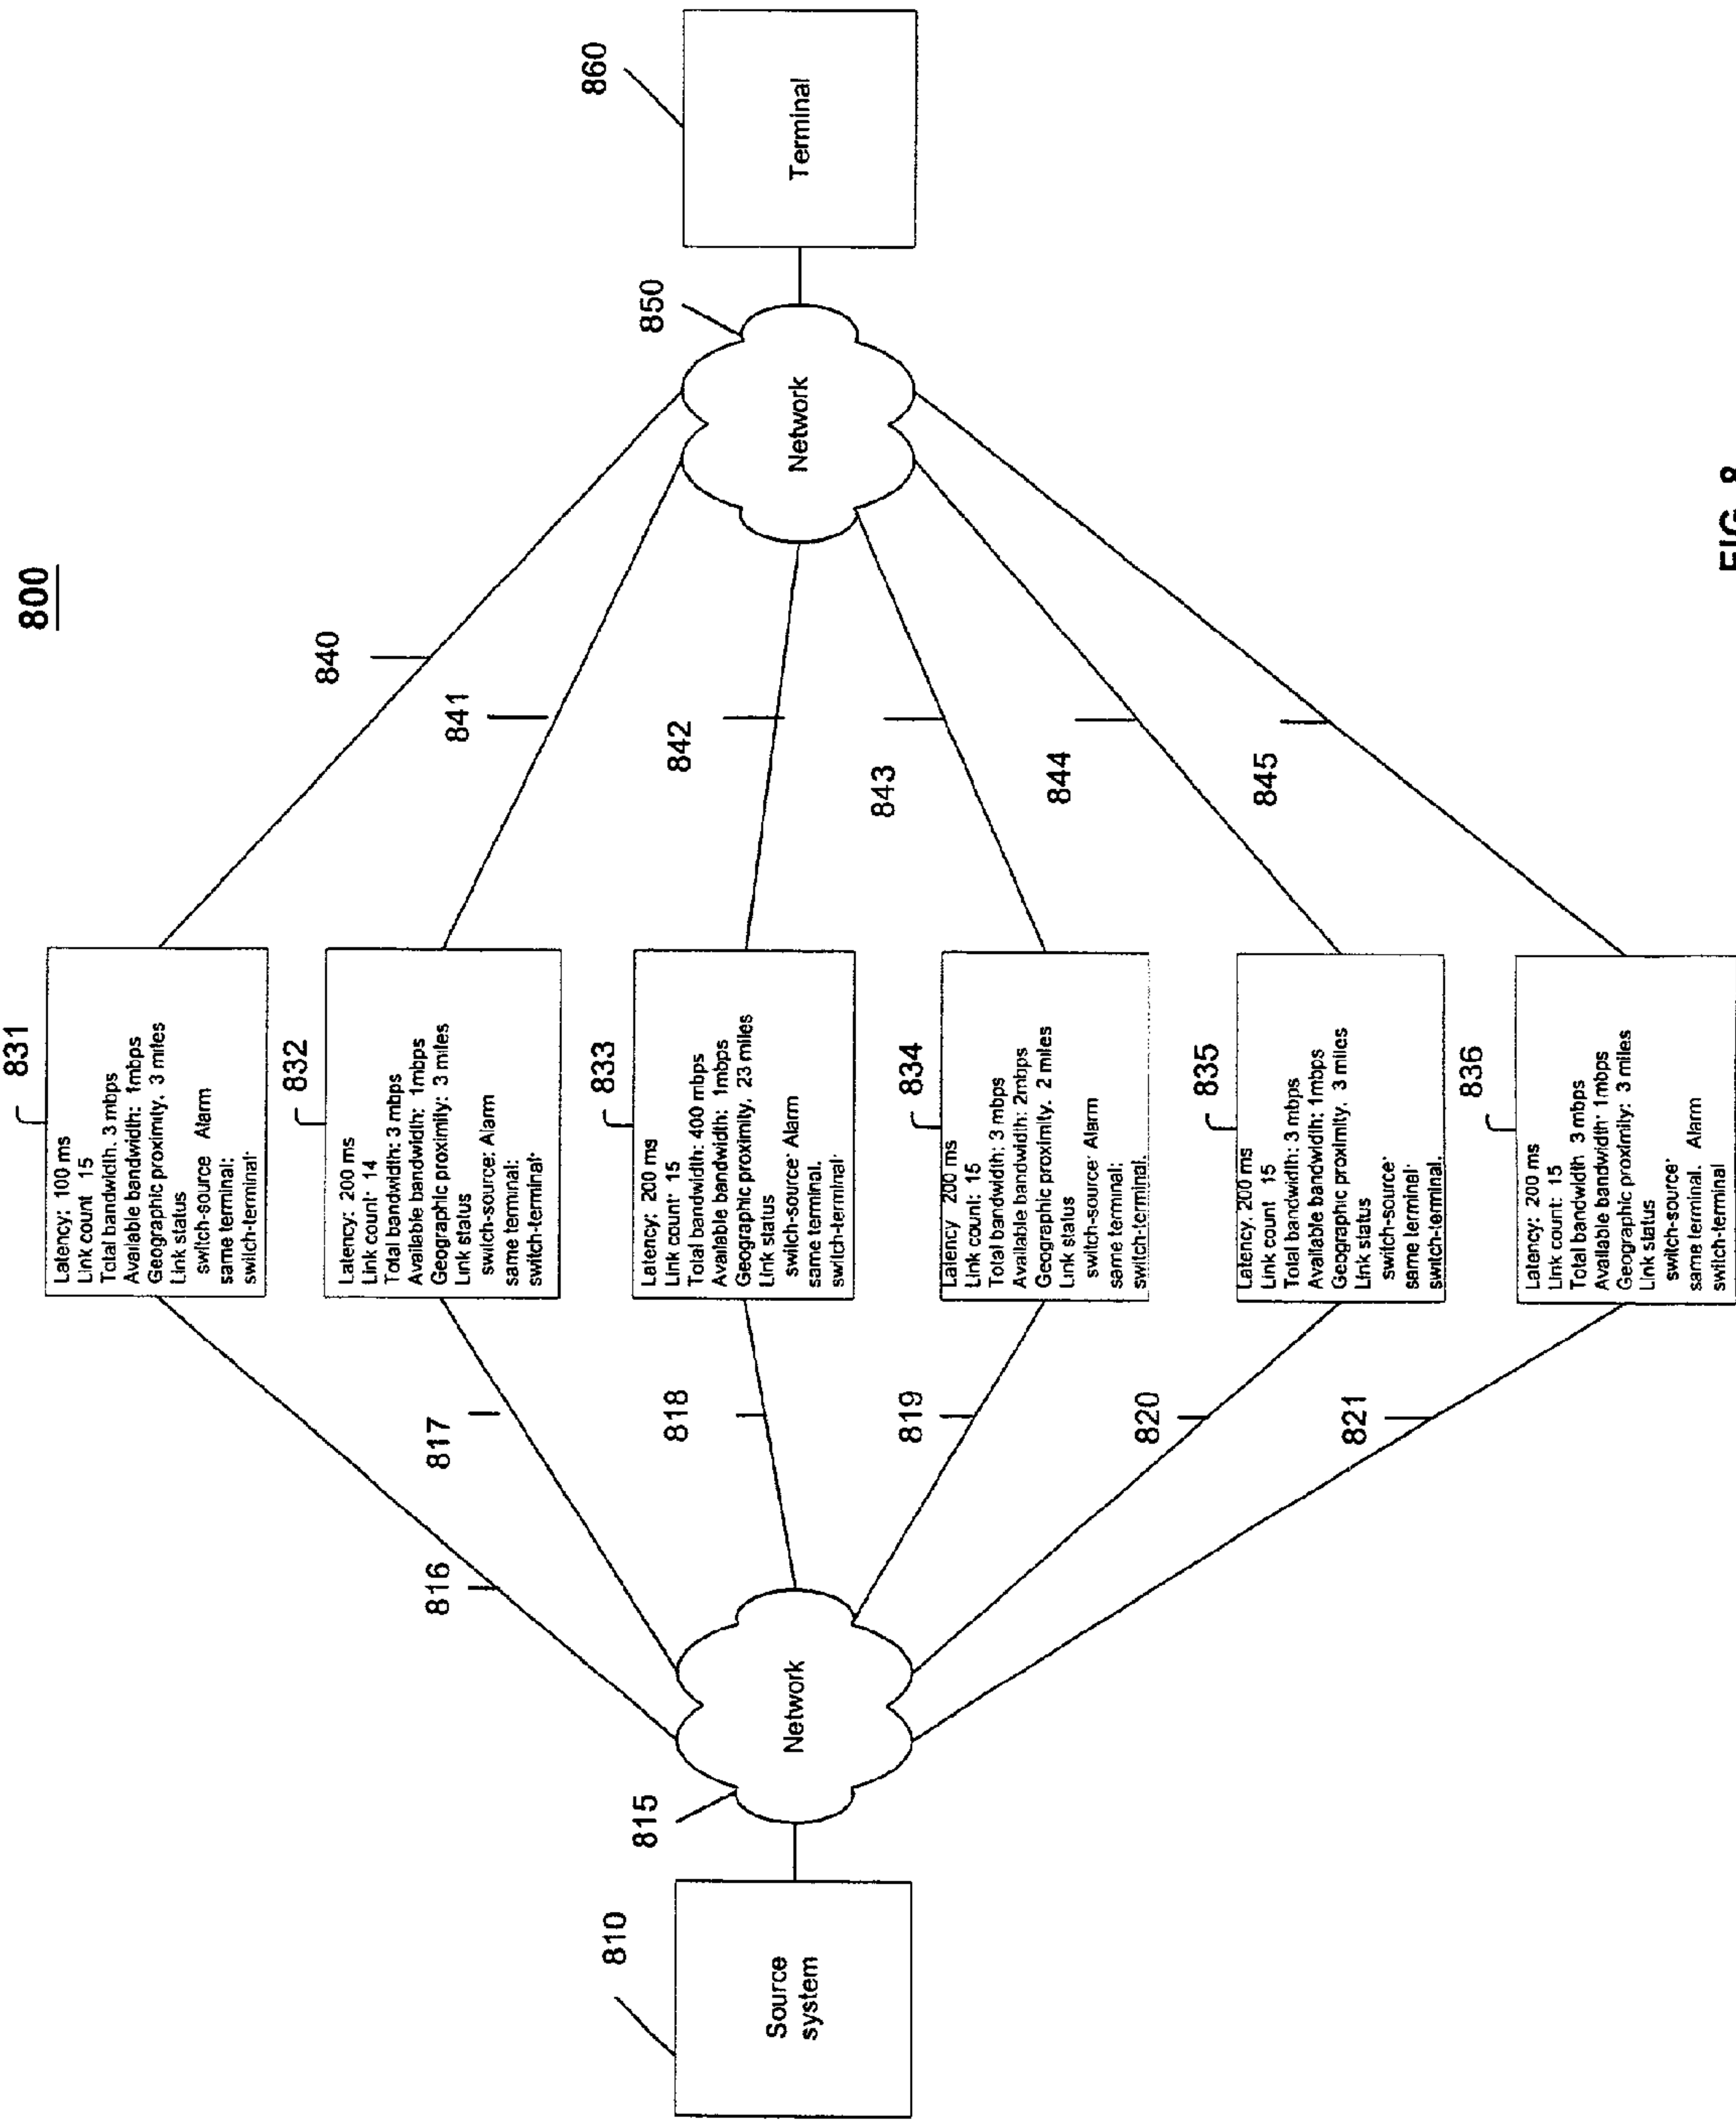 800
831
Latency: 100 ms
Link count 15
Total bandwidth. 3 mbps
Available bandwidth: 1mbps
Geographic proximity. 3 miles
Link status
switch-source Alarm
same terminal:
switch-terminal·
832
Latency: 200 ms
Link count· 14
Total bandwidth: 3 mbps
Available bandwidth: 1mbps
Geographic proximity: 3 miles
Link status
switch-source: Alarm
same terminal:
switch-terminal·
833
Latency: 200 ms
Link count· 15
Total bandwidth: 400 mbps
Available bandwidth: 1mbps
Geographic proximity. 23 miles
Link status
switch-source· Alarm
same terminal.
switch-terminal·
834
Latency 200 ms
Link count: 15
Total bandwidth: 3 mbps
Available bandwidth: 2mbps
Geographic proximity. 2 miles
Link status
switch-source· Alarm
same terminal:
switch-terminal.
835
Latency. 200 ms
Link count 15
Total bandwidth: 3 mbps
Available bandwidth: 1mbps
Geographic proximity. 3 miles
Link status
switch-source·
same terminal·
switch-terminal.
836
Latency: 200 ms
Link count: 15
Total bandwidth 3 mbps
Available bandwidth· 1mbps
Geographic proximity: 3 miles
Link status
switch-source·
same terminal. Alarm
switch-terminal
810
Source
system
815
Network
816
817
818
819
820
821
840
841
842
843
844
845
850
Network
860
Terminal
FIG. 8